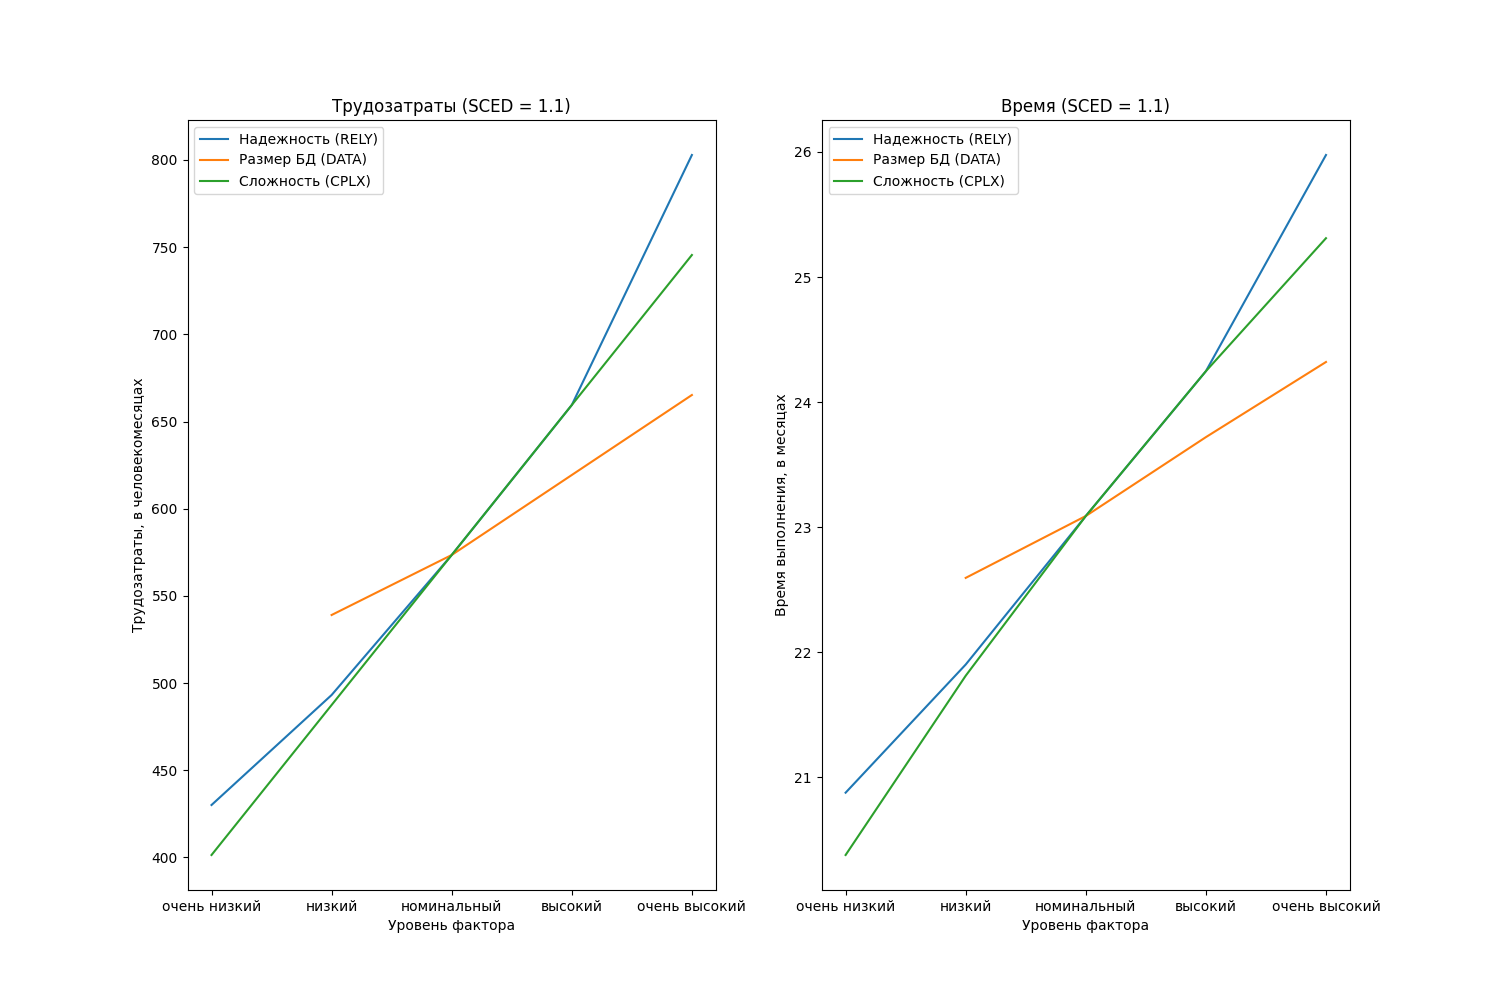 Трудозатраты (SCED = 1.1)
Надежность (RELY)
Размер БД (DATA)
Сложность (CPLX)
Трудозатраты, в человекомесяцах
800
750
700
650
600
550
500
450
400
очень низкий
низкий
номинальный
высокий
очень высокий
Уровень фактора
Время (SCED = 1.1)
Надежность (RELY)
Размер БД (DATA)
Сложность (CPLX)
Время выполнения, в месяцах
26
25
24
23
22
21
очень низкий
низкий
номинальный
высокий
очень высокий
Уровень фактора